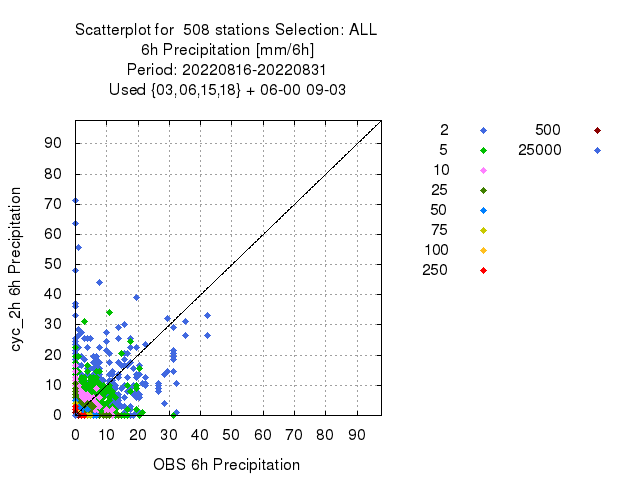 Scatterplot for  508 stations Selection: ALL
6h Precipitation [mm/6h]
Period: 20220816-20220831
Used {03,06,15,18} + 06-00 09-03
90
80
70
60
50
40
30
20
10
0
0 10 20 30 40 50 60 70 80 90
cyc_2h 6h Precipitation
OBS 6h Precipitation
2
5
10
25
50
75
100
250
500
25000